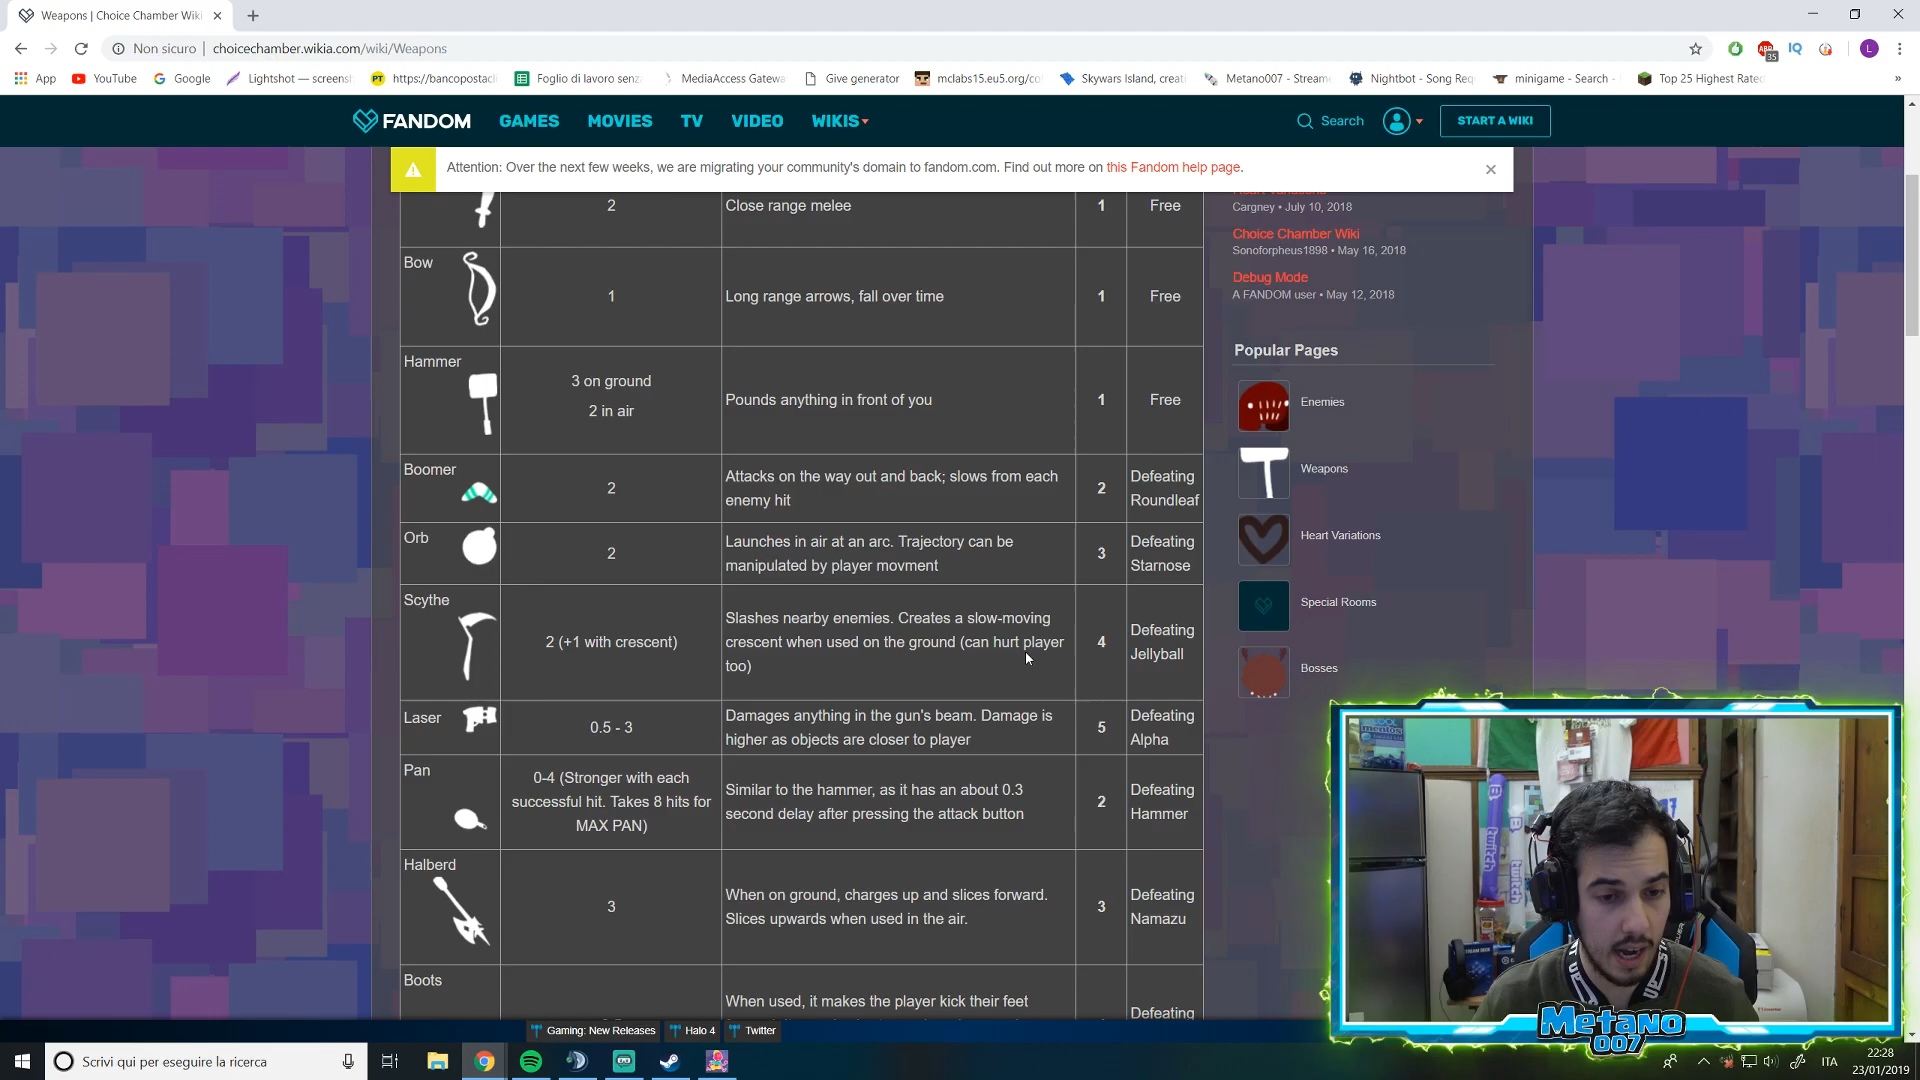 Weapons | Choice Chamber Wiki
Non sicuro | choicechamber.wikia.com/wiki/Weapons
App YouTube Google Lightshot — screensh https://bancopostacli Foglio di lavoro senz MediaAccess Gatewa Give generator mclabs15.eu5.org/co Skywars Island, creati Metano007 - Streame Nightbot - Song Req minigame - Search - Top 25 Highest Rated »
FANDOM GAMES MOVIES TV VIDEO WIKIS Search START A WIKI
Attention: Over the next few weeks, we are migrating your community's domain to fandom.com. Find out more on this Fandom help page.
2 Close range melee 1 Free
Bow
1 Long range arrows, fall over time 1 Free
Hammer
3 on ground
2 in air
Pounds anything in front of you 1 Free
Boomer
2
Attacks on the way out and back; slows from each
enemy hit
2
Defeating
Roundleaf
Orb
2
Launches in air at an arc. Trajectory can be
manipulated by player movment
3
Defeating
Starnose
Scythe
2 (+1 with crescent)
Slashes nearby enemies. Creates a slow-moving
crescent when used on the ground (can hurt player
too)
4
Defeating
Jellyball
Laser
0.5 - 3
Damages anything in the gun's beam. Damage is
higher as objects are closer to player
5
Defeating
Alpha
Pan
0-4 (Stronger with each
successful hit. Takes 8 hits for
MAX PAN)
Similar to the hammer, as it has an about 0.3
second delay after pressing the attack button
2
Defeating
Hammer
Halberd
3
When on ground, charges up and slices forward.
Slices upwards when used in the air.
3
Defeating
Namazu
Boots
When used, it makes the player kick their feet
Defeating
Cargney • July 10, 2018
Choice Chamber Wiki
Sonoforpheus1898 • May 16, 2018
Debug Mode
A FANDOM user • May 12, 2018
Popular Pages
Enemies
Weapons
Heart Variations
Special Rooms
Bosses
Gaming: New Releases Halo 4 Twitter
METANO
007
Scrivi qui per eseguire la ricerca
ITA
22:28
23/01/2019